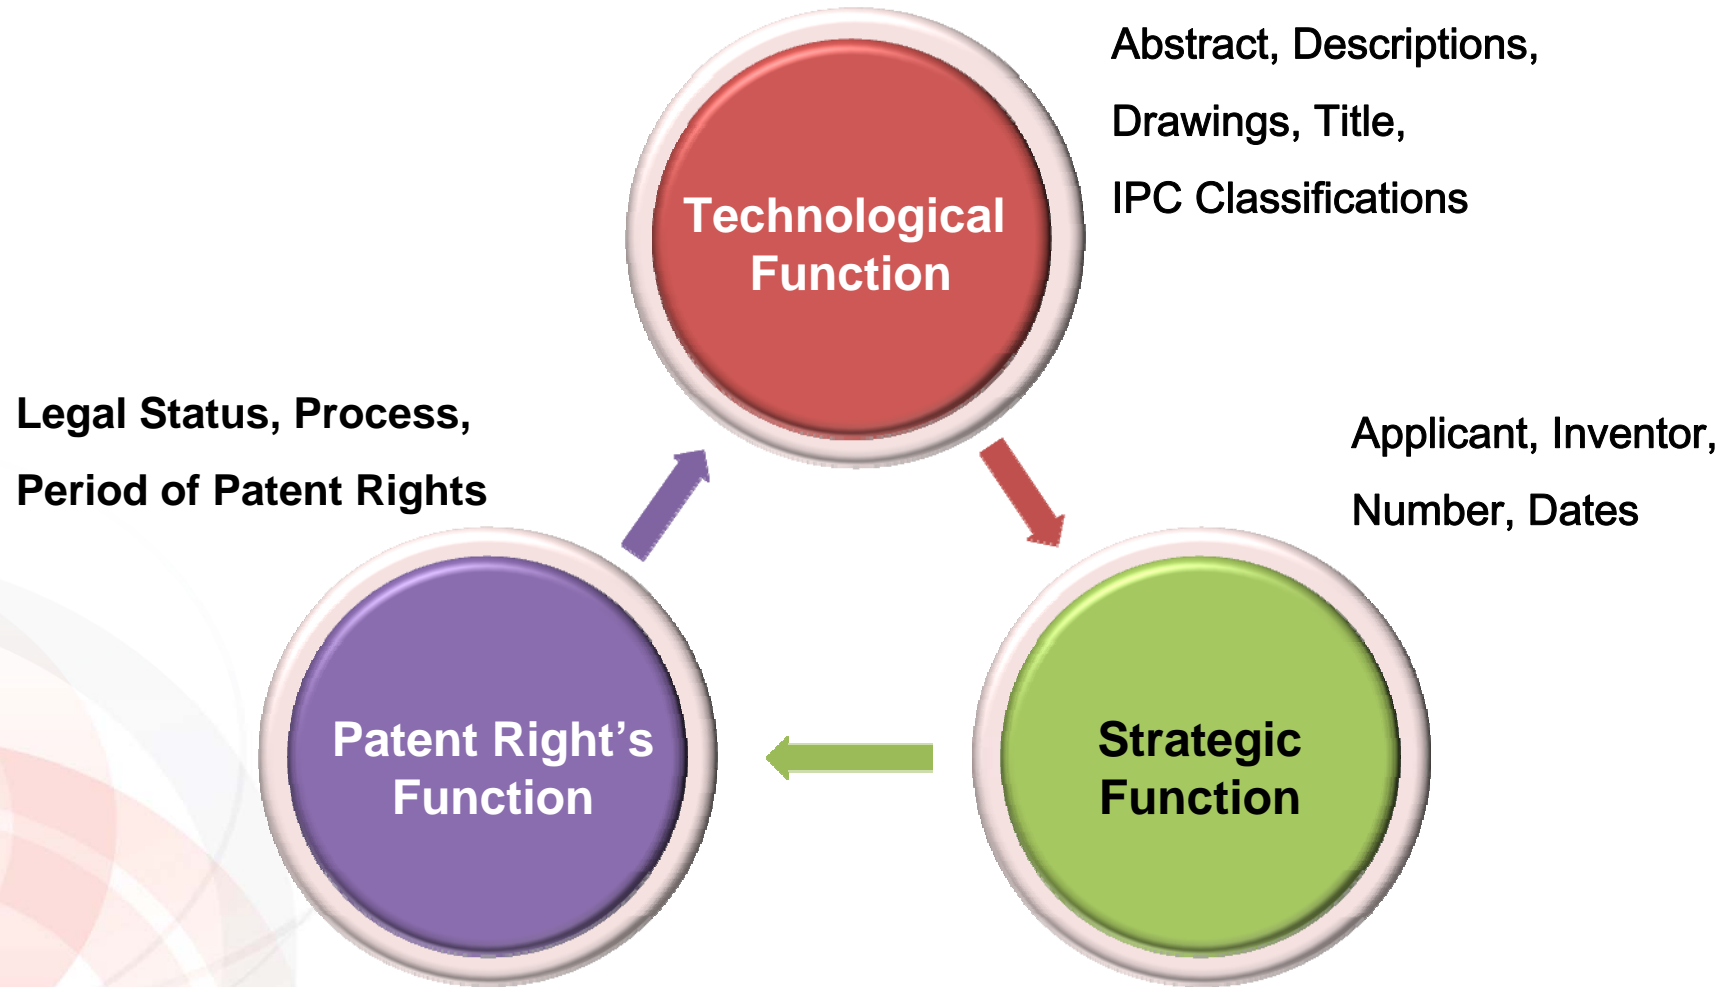 Abstract, Descriptions,
Drawings, Title,
IPC Classifications
Technological
Function
Legal Status, Process,
Period of Patent Rights
Applicant, Inventor,
Number, Dates
Patent Right’s
Function
Strategic
Function